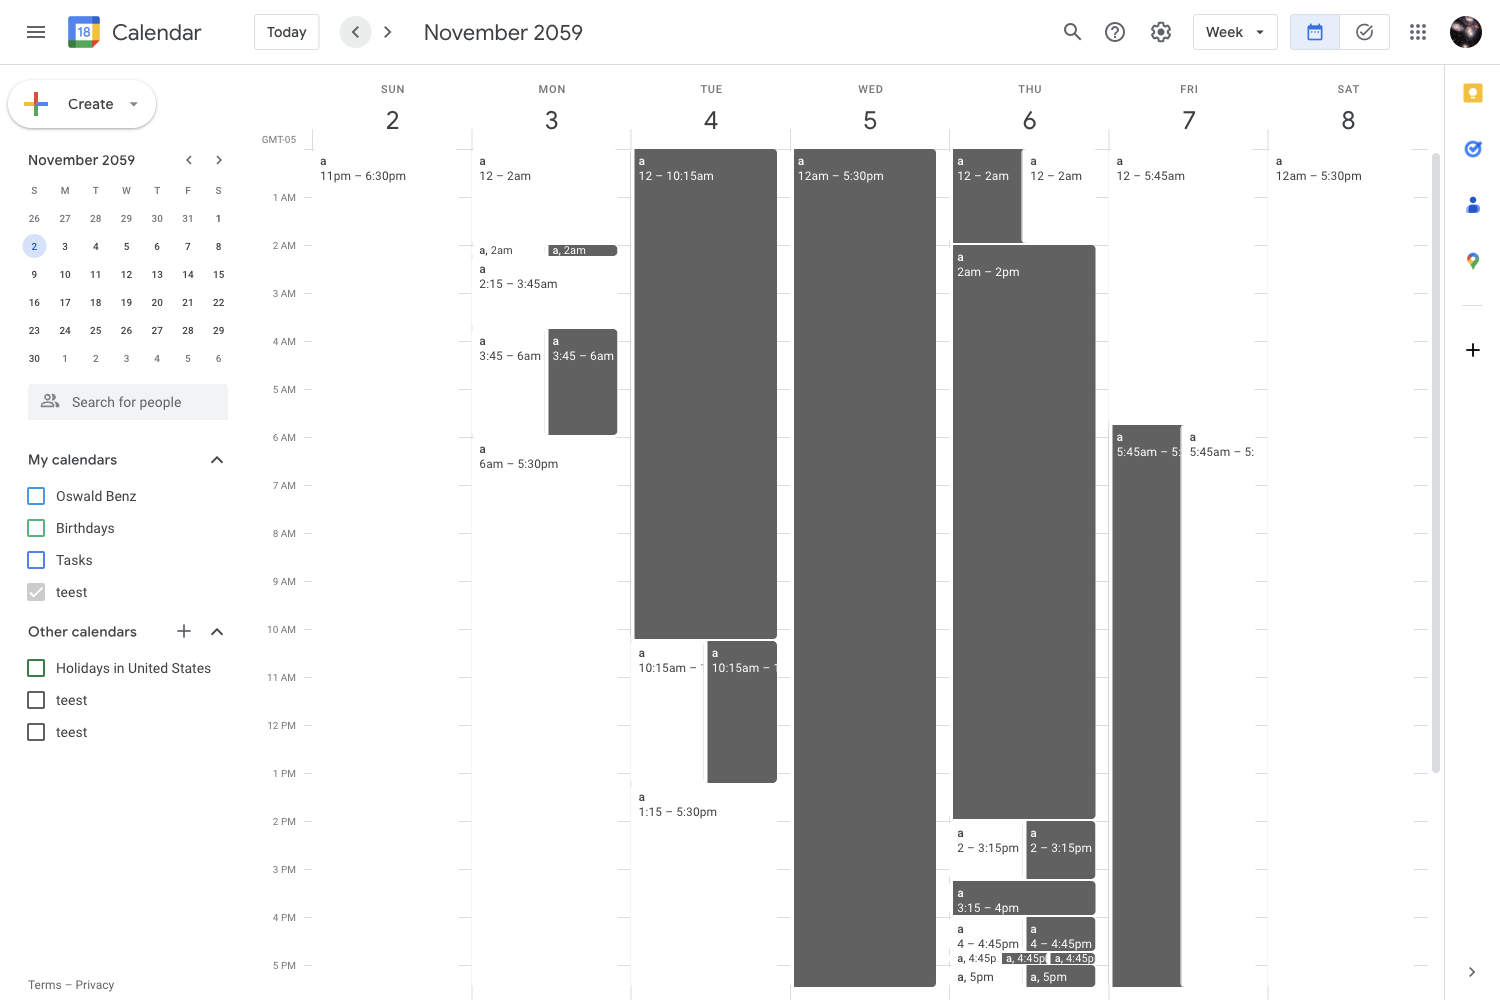 18 Calendar
Today
November 2059
Week
Create
SUN
MON
TUE
WED
THU
FRI
SAT
2
3
4
5
6
7
8
GMT-05
November 2059
S M T W T F S
26 27 28 29 30 31 1
2 3 4 5 6 7 8
9 10 11 12 13 14 15
16 17 18 19 20 21 22
23 24 25 26 27 28 29
30 1 2 3 4 5 6
Search for people
My calendars
Oswald Benz
Birthdays
Tasks
teest
Other calendars
Holidays in United States
teest
teest
Terms – Privacy
1 AM
2 AM
3 AM
4 AM
5 AM
6 AM
7 AM
8 AM
9 AM
10 AM
11 AM
12 PM
1 PM
2 PM
3 PM
4 PM
5 PM
a
11pm – 6:30pm
a
12 – 2am
a, 2am
a, 2am
a
2:15 – 3:45am
a
3:45 – 6am
a
3:45 – 6am
a
6am – 5:30pm
a
12 – 10:15am
a
10:15am –
a
10:15am –
a
1:15 – 5:30pm
a
12am – 5:30pm
a
12 – 2am
a
12 – 2am
a
2am – 2pm
a
2 – 3:15pm
a
2 – 3:15pm
a
3:15 – 4pm
a
4 – 4:45pm
a
4 – 4:45pm
a, 4:45p
a, 4:45p
a, 4:45p
a, 5pm
a, 5pm
a
12 – 5:45am
a
5:45am – 5:
a
5:45am – 5:
a
12am – 5:30pm